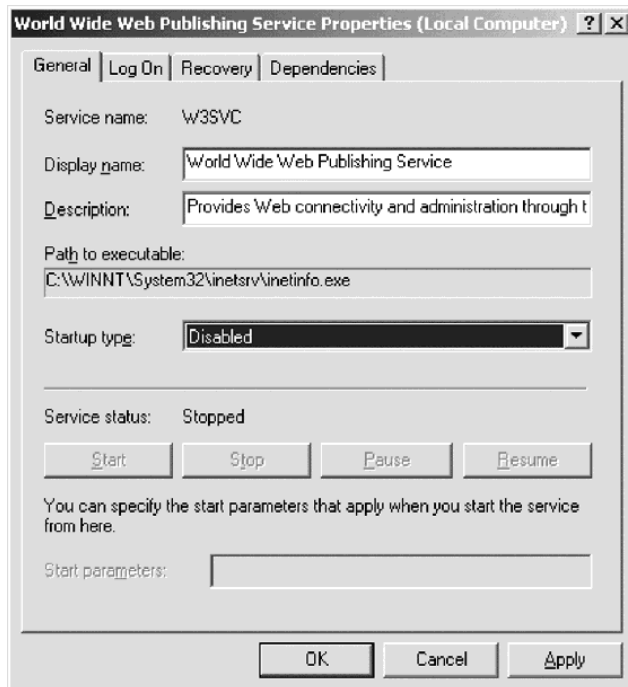 World Wide Web Publishing Service Properties (Local Computer)
General Log On Recovery Dependencies
Service name: W3SVC
Display name: World Wide Web Publishing Service
Description: Provides Web connectivity and administration through t
Path to executable:
C:\WINNT\System32\inetsrv\inetinfo.exe
Startup type: Disabled
Service status: Stopped
Start Stop Pause Resume
You can specify the start parameters that apply when you start the service
from here.
Start parameters:
OK Cancel Apply